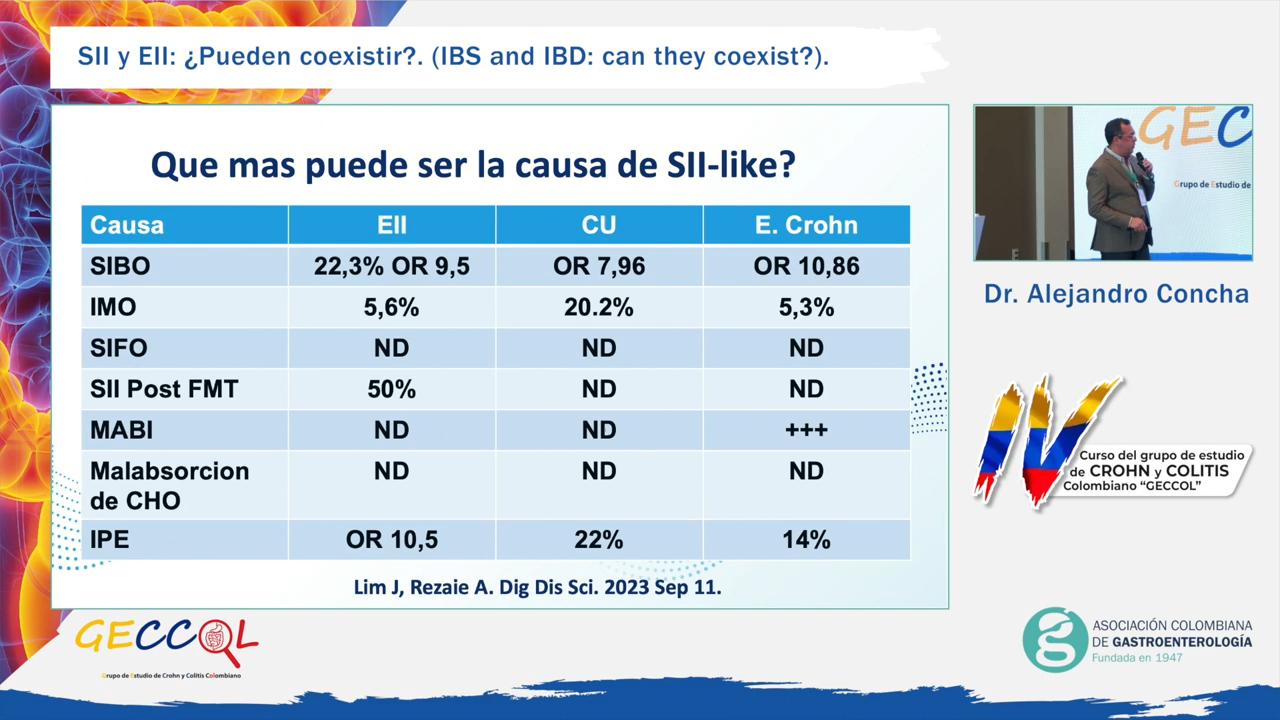 SII y EII: ¿Pueden coexistir?. (IBS and IBD: can they coexist?).
Que mas puede ser la causa de SII-like?
Causa EII CU E. Crohn
SIBO 22,3% OR 9,5 OR 7,96 OR 10,86
IMO 5,6% 20.2% 5,3%
SIFO ND ND ND
SII Post FMT 50% ND ND
MABI ND ND +++
Malabsorcion
de CHO ND ND ND
IPE OR 10,5 22% 14%
Lim J, Rezaie A. Dig Dis Sci. 2023 Sep 11.
GEC
Grupo de Estudio de
Dr. Alejandro Concha
IV
Curso del grupo de estudio
de CROHN y COLITIS
Colombiano “GECCOL”
GECCOL
Grupo de Estudio de Crohn y Colitis Colombiano
ASOCIACIÓN COLOMBIANA
DE GASTROENTEROLOGÍA
Fundada en 1947